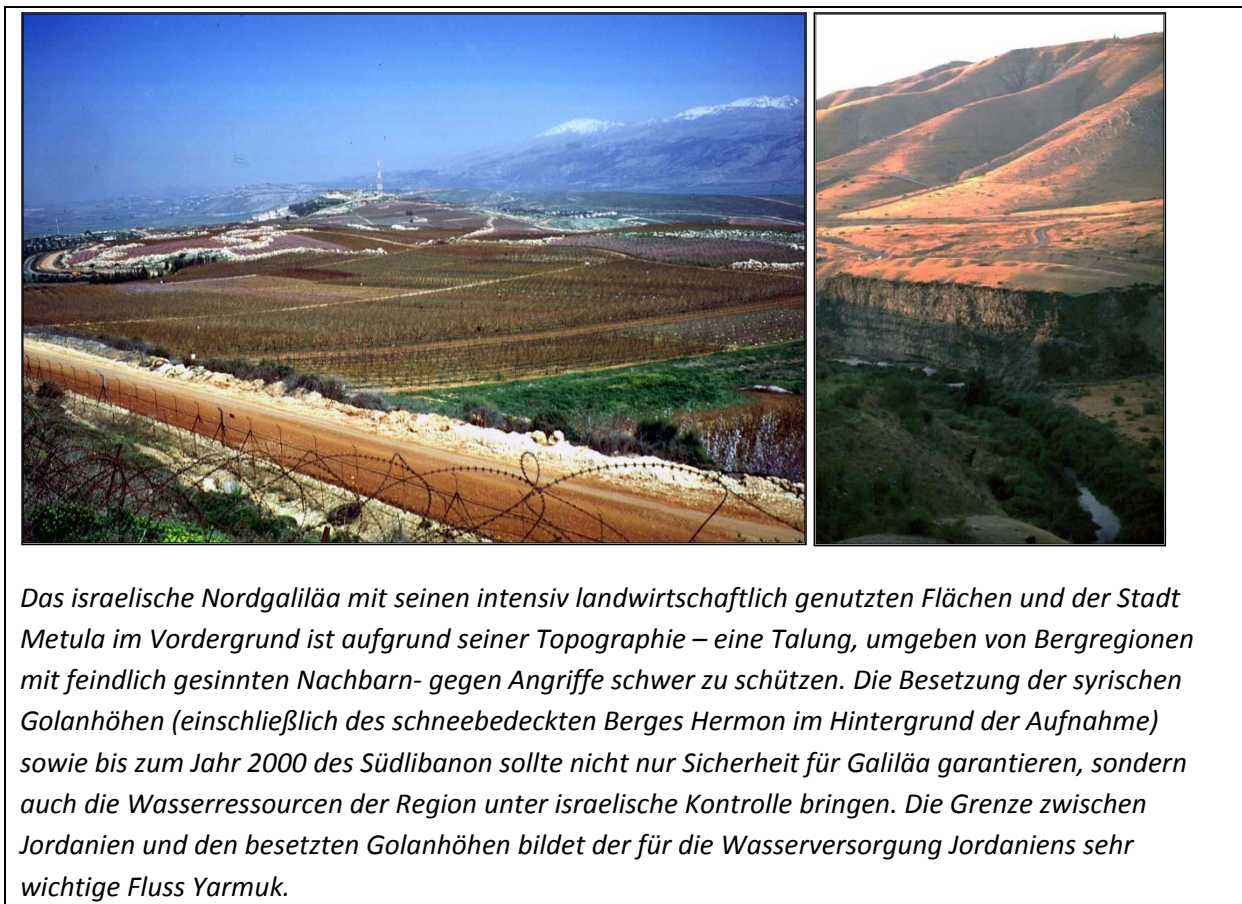 Das israelische Nordgaliläa mit seinen intensiv landwirtschaftlich genutzten Flächen und der Stadt
Metula im Vordergrund ist aufgrund seiner Topographie – eine Talung, umgeben von Bergregionen
mit feindlich gesinnten Nachbarn- gegen Angriffe schwer zu schützen. Die Besetzung der syrischen
Golanhöhen (einschließlich des schneebedeckten Berges Hermon im Hintergrund der Aufnahme)
sowie bis zum Jahr 2000 des Südlibanon sollte nicht nur Sicherheit für Galiläa garantieren, sondern
auch die Wasserressourcen der Region unter israelische Kontrolle bringen. Die Grenze zwischen
Jordanien und den besetzten Golanhöhen bildet der für die Wasserversorgung Jordaniens sehr
wichtige Fluss Yarmuk.